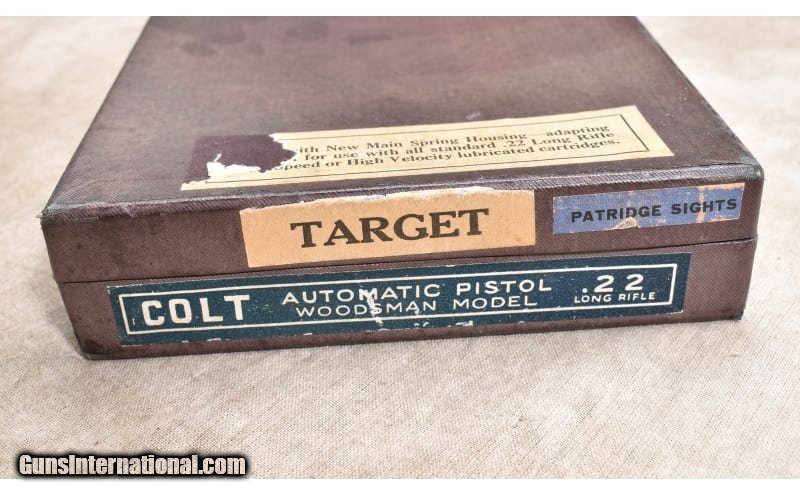 ith New Main Spring Housing—adapting
for use with all standard .22 Long Rifle
Speed or High Velocity lubricated cartridges.
TARGET
PATRIDGE SIGHTS
COLT
AUTOMATIC PISTOL
WOODSMAN MODEL
.22
LONG RIFLE
GunsInternational.com